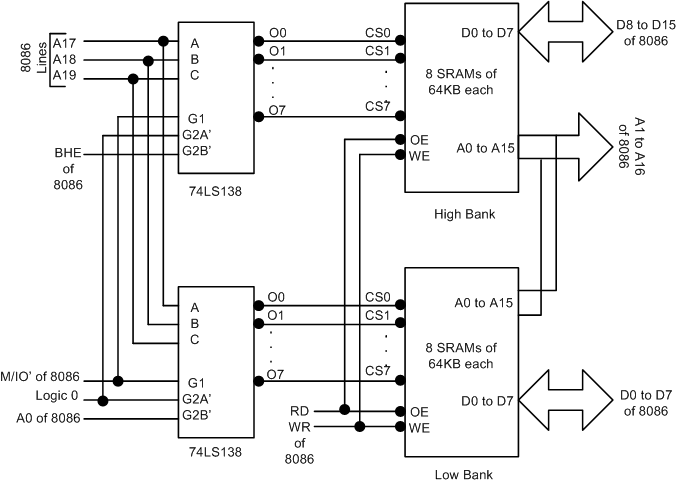 8086
Lines
A17
A18
A19
A
B
C
G1
G2A'
G2B'
BHE
of
8086
74LS138
O0
O1
O7
CS0
CS1
CS7
OE
WE
D0 to D7
8 SRAMs of
64KB each
A0 to A15
High Bank
D8 to D15
of 8086
A1 to A16
of 8086
A
B
C
G1
G2A'
G2B'
M/IO' of 8086
Logic 0
A0 of 8086
74LS138
O0
O1
O7
CS0
CS1
CS7
RD
WR
of
8086
OE
WE
A0 to A15
8 SRAMs of
64KB each
D0 to D7
Low Bank
D0 to D7
of 8086